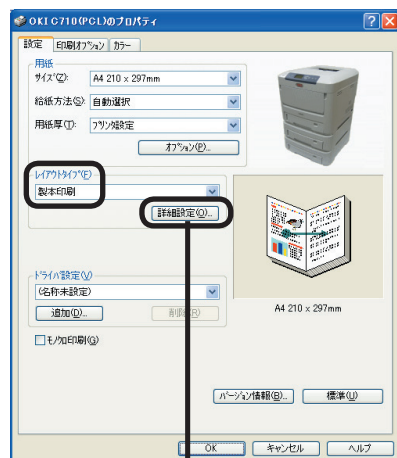 OKI C710(PCL)のプロパティ
設定 印刷ｵﾌﾟｼｮﾝ カラー
用紙
ｻｲｽﾞ(Z): A4 210 x 297mm
給紙方法(S): 自動選択
用紙厚(T): ﾌﾟﾘﾝﾀ設定
ｵﾌﾟｼｮﾝ(P)...
ﾚｲｱｳﾄﾀｲﾌﾟ(F)
製本印刷
詳細設定(O)...
ﾄﾞﾗｲﾊﾞ設定(V)
(名称未設定)
追加(D)... 削除(R)
A4 210 x 297mm
ﾓﾉｸﾛ印刷(G)
ﾊﾞｰｼﾞｮﾝ情報(B)... 標準(U)
OK キャンセル ヘルプ